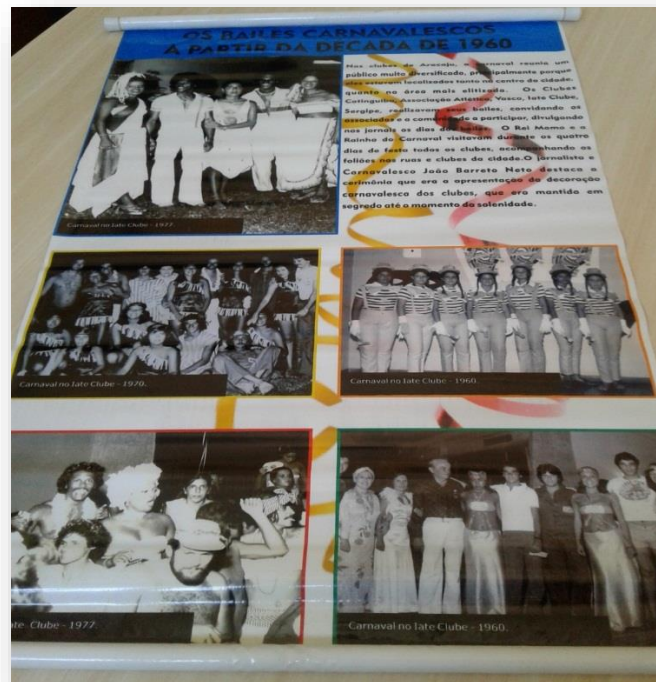 OS BAILES CARNAVALESCOS
A PARTIR DA DECADA DE 1960
Nos clubes de Aracaju, o carnaval reunia um
público muito diversificado, principalmente porque
eles estavam localizados tanto no centro da cidade,
quanto na área mais elitizada. Os Clubes
Cotinguiba, Associação Atlética, Vasco, Iate Clube,
Sergipe, realizavam seus bailes, convidando os
associados e a comunidade a participar, divulgando
nos jornais os dias dos bailes. O Rei Momo e a
Rainha do Carnaval visitavam durante os quatro
dias de festa todos os clubes, acompanhando os
foliões nas ruas e clubes da cidade.O jornalista e
Carnavalesco João Barreto Neto destaca a
cerimônia que era a apresentação da decoração
carnavalesca dos clubes, que era mantida em
segredo até o momento da solenidade.
Carnaval no Iate Clube - 1977.
Carnaval no Iate Clube - 1970.
Carnaval no Iate Clube - 1960.
ate Clube - 1977.
Carnaval no Iate Clube - 1960.